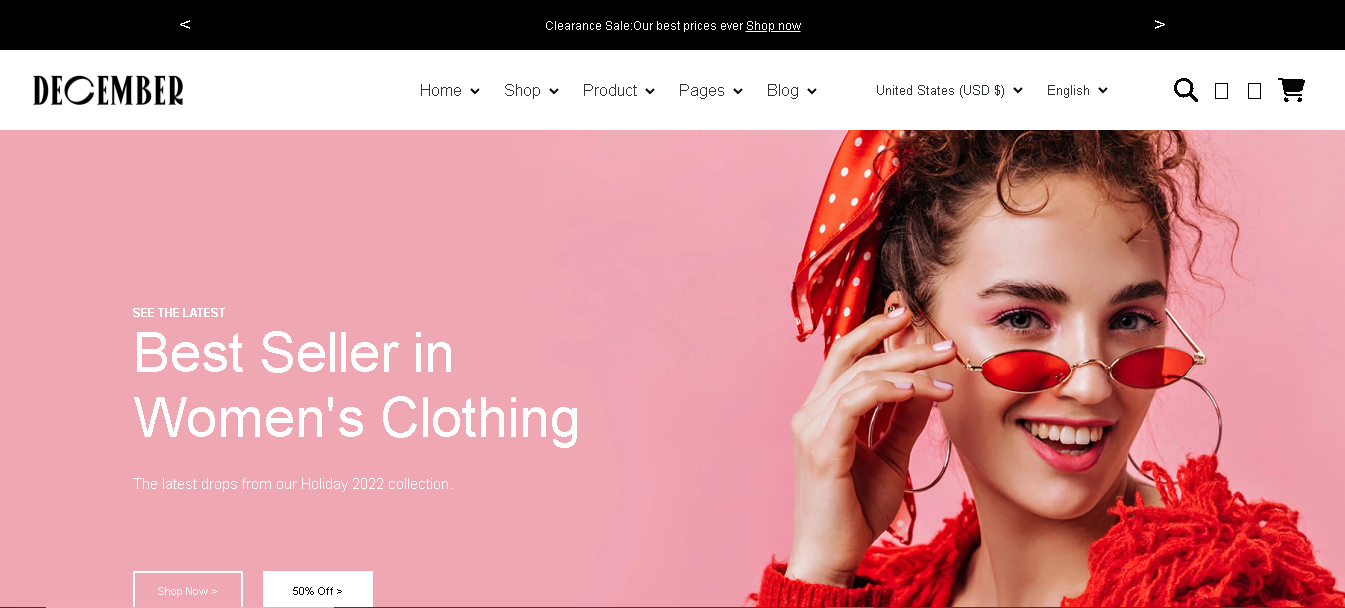 < Clearance Sale:Our best prices ever Shop now >
DECEMBER Home Shop Product Pages Blog United States (USD $) English
SEE THE LATEST
Best Seller in
Women's Clothing
The latest drops from our Holiday 2022 collection.
Shop Now > 50% Off >